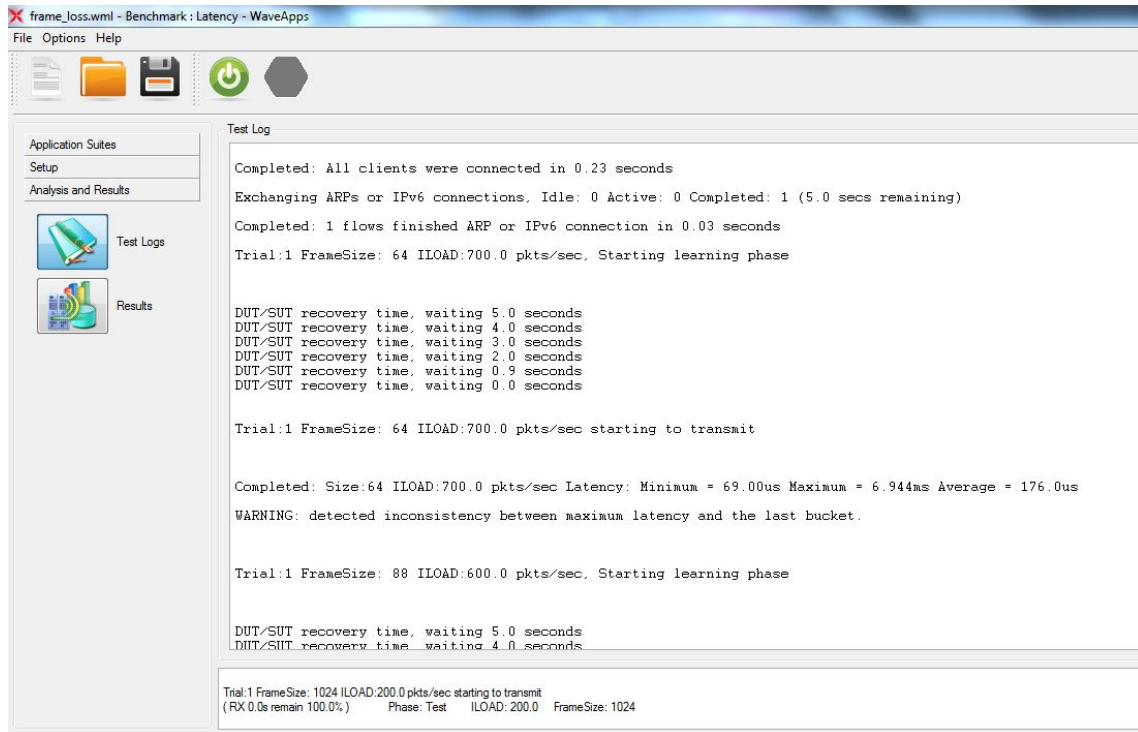 frame_loss.wml - Benchmark : Latency - WaveApps
File Options Help
Application Suites
Setup
Analysis and Results
Test Logs
Results
Test Log
Completed: All clients were connected in 0.23 seconds
Exchanging ARPs or IPv6 connections, Idle: 0 Active: 0 Completed: 1 (5.0 secs remaining)
Completed: 1 flows finished ARP or IPv6 connection in 0.03 seconds
Trial:1 FrameSize: 64 ILOAD:700.0 pkts/sec, Starting learning phase
DUT/SUT recovery time, waiting 5.0 seconds
DUT/SUT recovery time, waiting 4.0 seconds
DUT/SUT recovery time, waiting 3.0 seconds
DUT/SUT recovery time, waiting 2.0 seconds
DUT/SUT recovery time, waiting 0.9 seconds
DUT/SUT recovery time, waiting 0.0 seconds
Trial:1 FrameSize: 64 ILOAD:700.0 pkts/sec starting to transmit
Completed: Size:64 ILOAD:700.0 pkts/sec Latency: Minimum = 69.00us Maximum = 6.944ms Average = 176.0us
WARNING: detected inconsistency between maximum latency and the last bucket.
Trial:1 FrameSize: 88 ILOAD:600.0 pkts/sec, Starting learning phase
DUT/SUT recovery time, waiting 5.0 seconds
DUT/SUT recovery time, waiting 4.0 seconds
Trial:1 FrameSize: 1024 ILOAD:200.0 pkts/sec starting to transmit
( RX 0.0s remain 100.0% ) Phase: Test ILOAD: 200.0 FrameSize: 1024